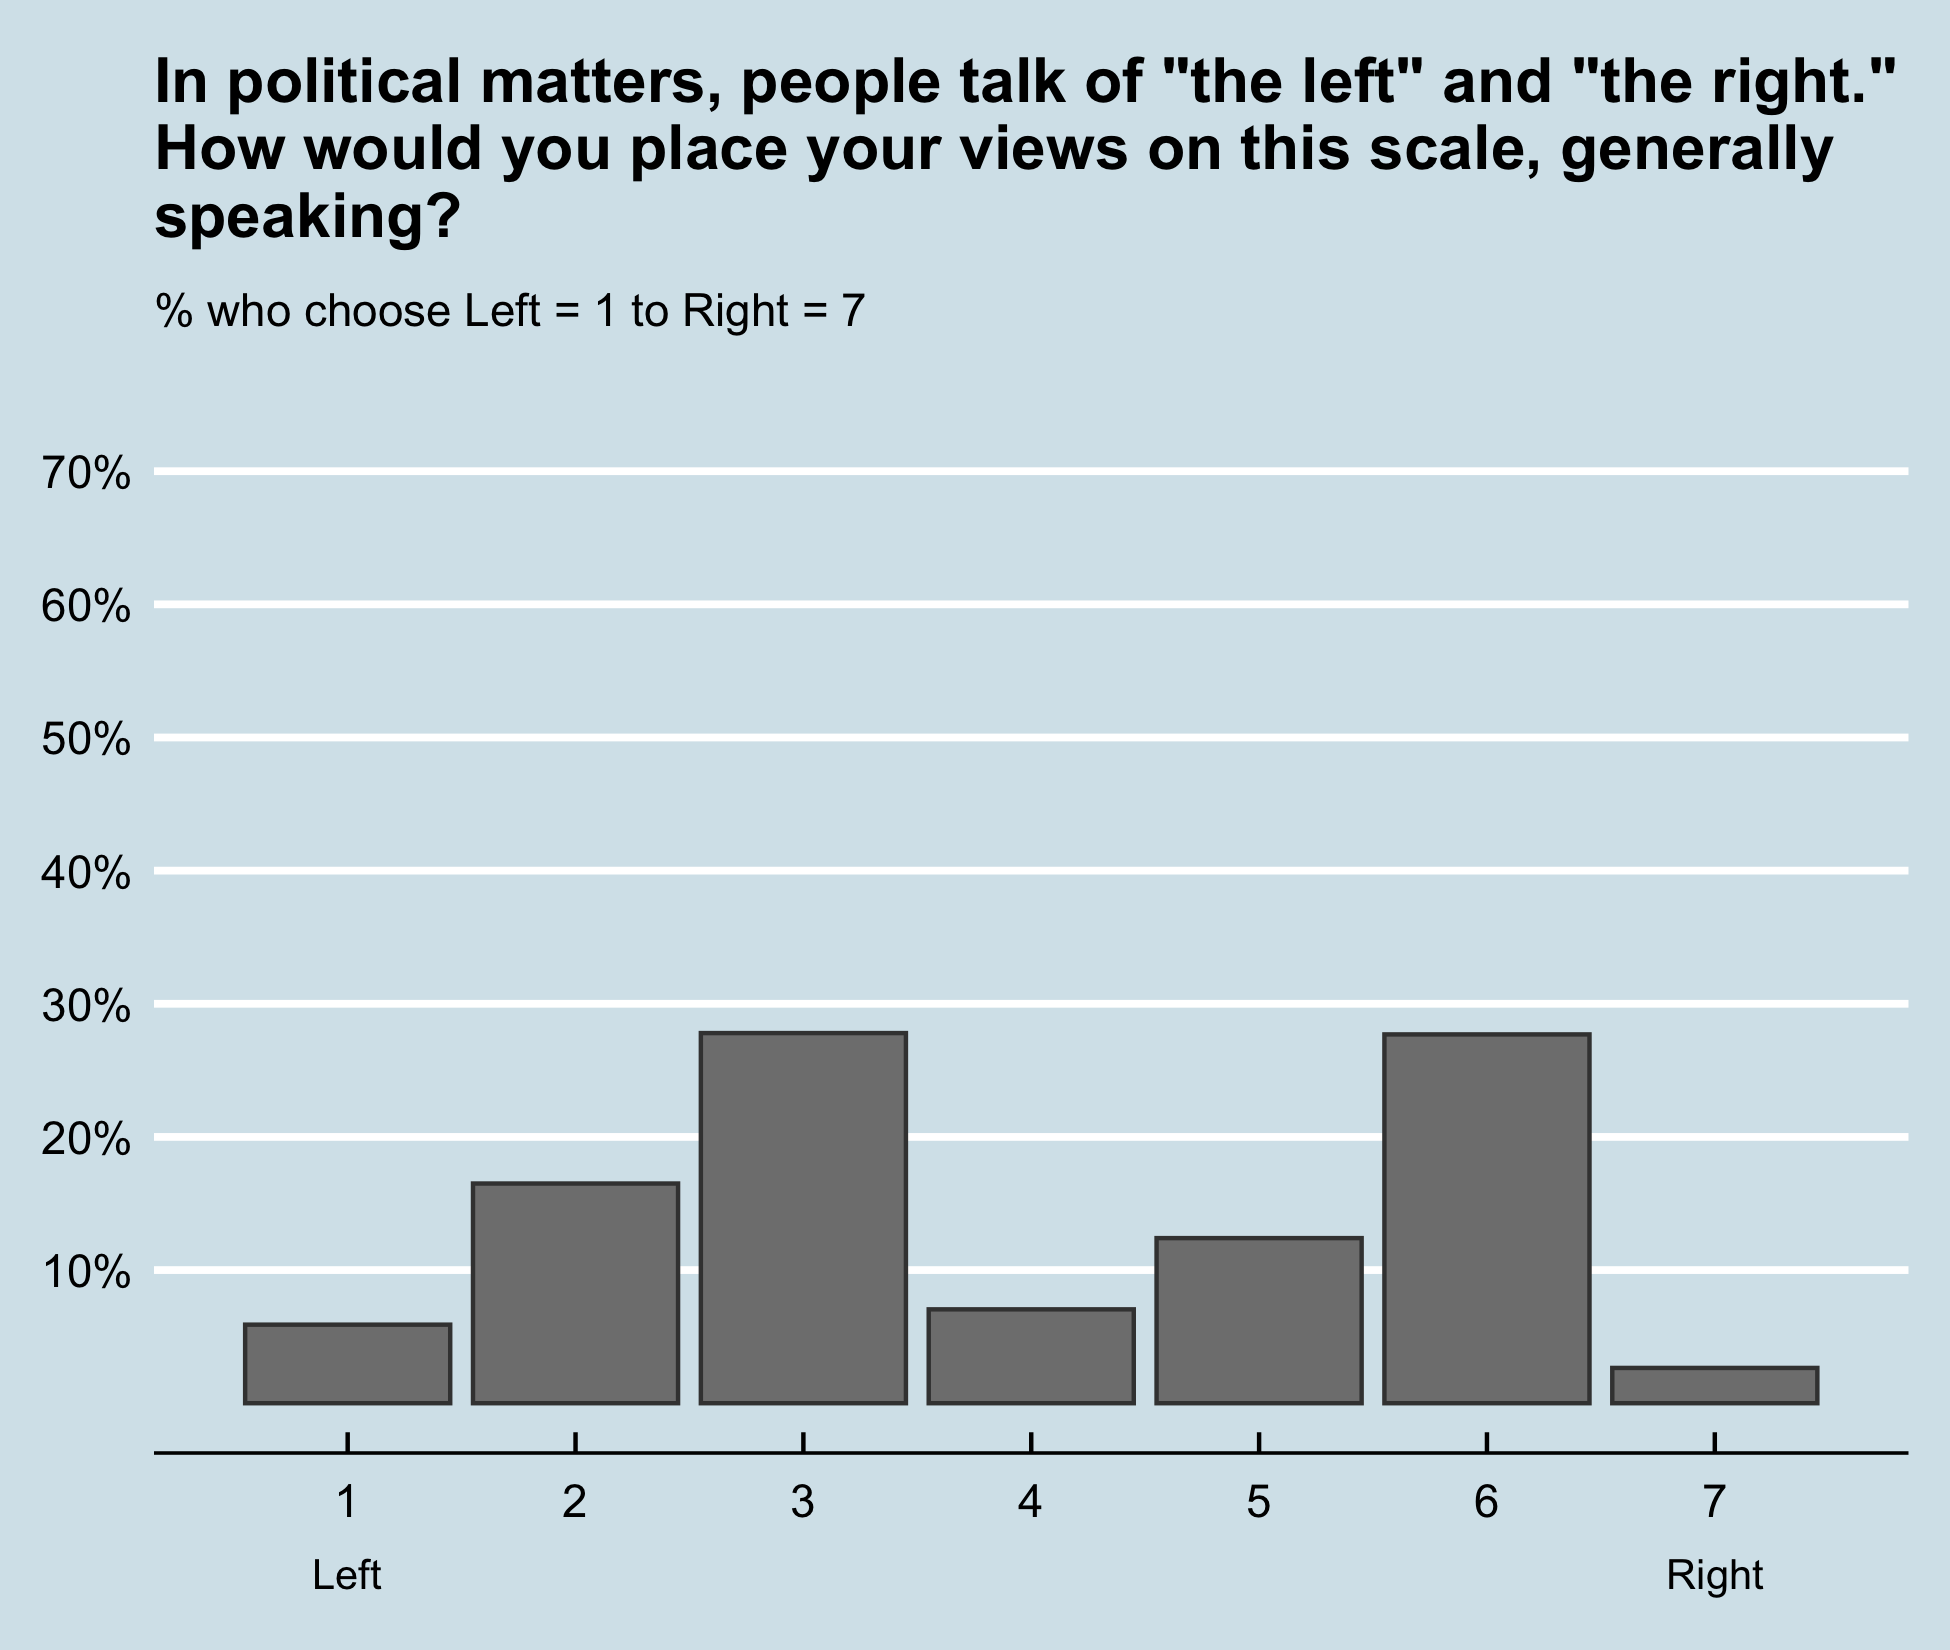 In political matters, people talk of "the left" and "the right."
How would you place your views on this scale, generally
speaking?
% who choose Left = 1 to Right = 7
70%
60%
50%
40%
30%
20%
10%
1 2 3 4 5 6 7
Left Right